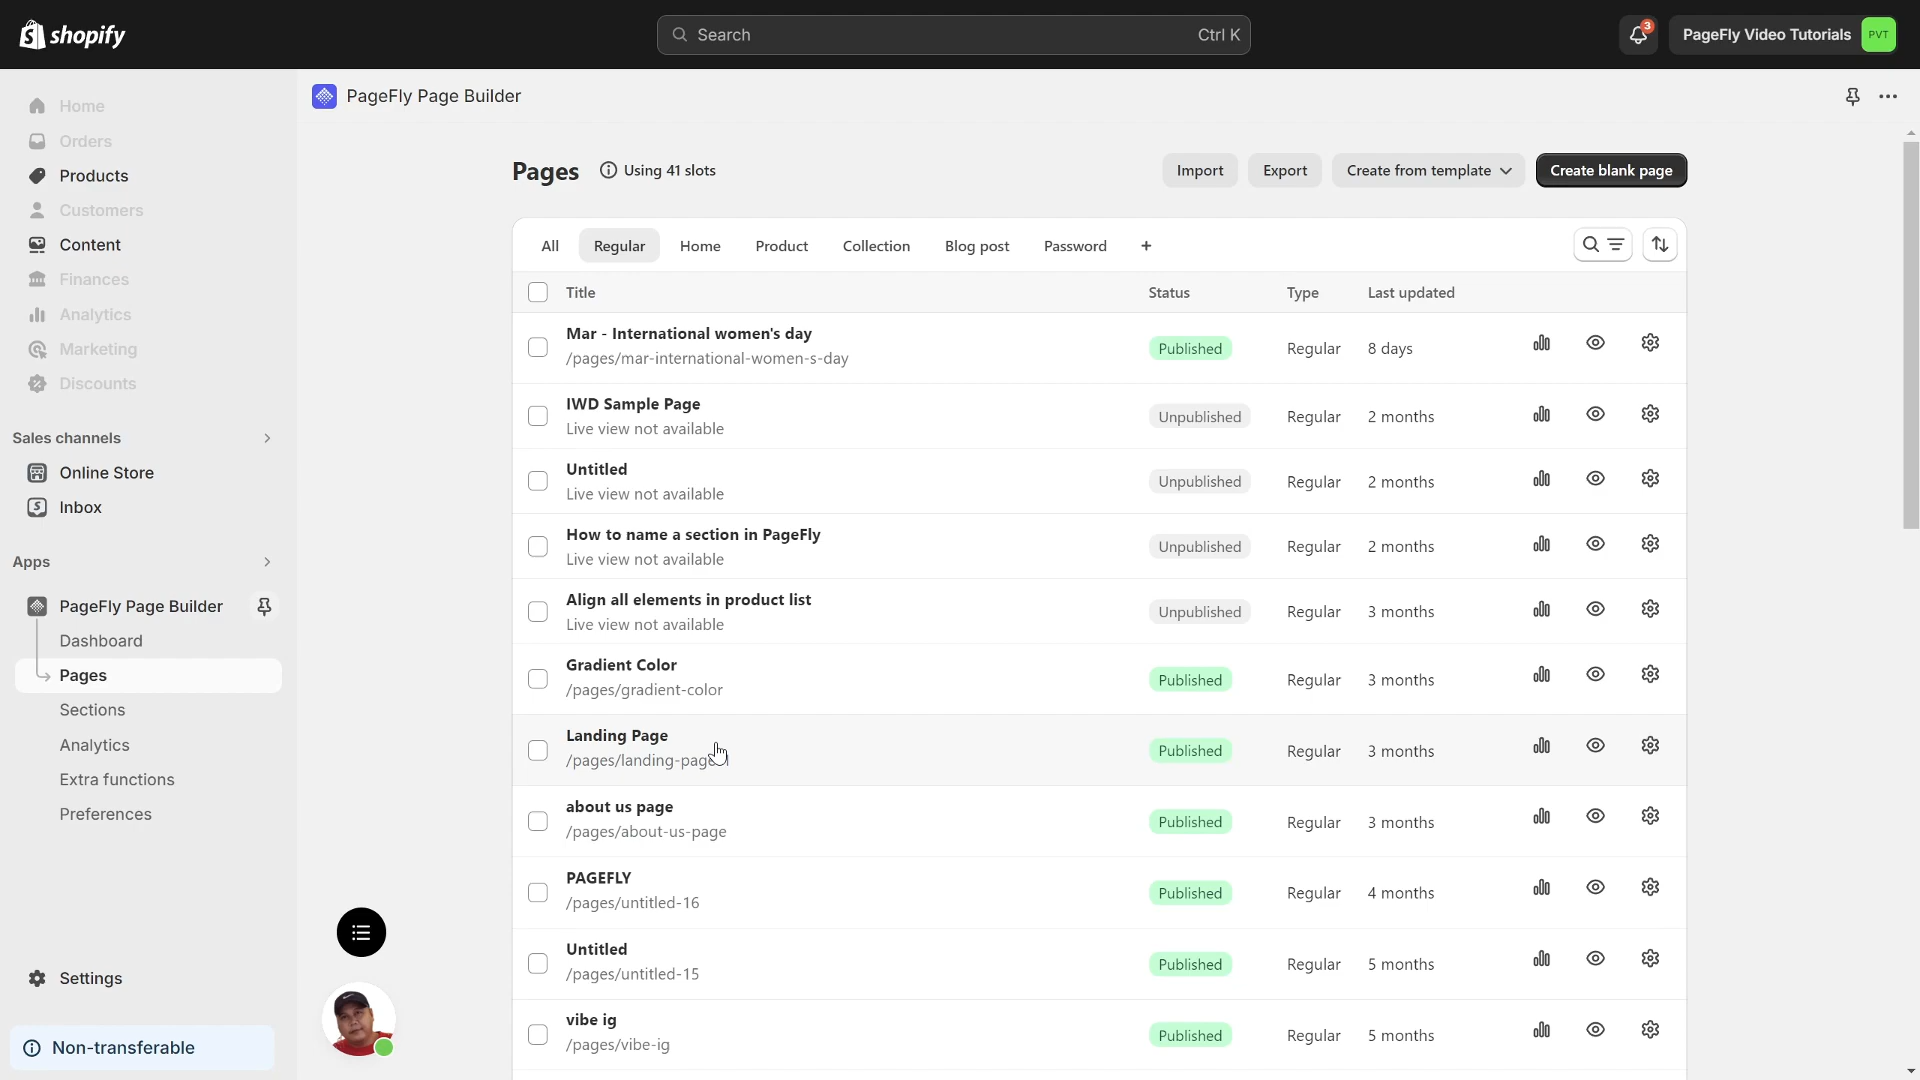 shopify
Search
Ctrl K
3
PageFly Video Tutorials
PVT
Home
Orders
Products
Customers
Content
Finances
Analytics
Marketing
Discounts
Sales channels
Online Store
Inbox
Apps
PageFly Page Builder
Dashboard
Pages
Sections
Analytics
Extra functions
Preferences
Settings
Non-transferable
PageFly Page Builder
Pages
Using 41 slots
Import
Export
Create from template
Create blank page
All
Regular
Home
Product
Collection
Blog post
Password
+
Title
Status
Type
Last updated
Mar - International women's day
/pages/mar-international-women-s-day
Published
Regular
8 days
IWD Sample Page
Live view not available
Unpublished
Regular
2 months
Untitled
Live view not available
Unpublished
Regular
2 months
How to name a section in PageFly
Live view not available
Unpublished
Regular
2 months
Align all elements in product list
Live view not available
Unpublished
Regular
3 months
Gradient Color
/pages/gradient-color
Published
Regular
3 months
Landing Page
Published
Regular
3 months
about us page
/pages/about-us-page
Published
Regular
3 months
PAGEFLY
/pages/untitled-16
Published
Regular
4 months
Untitled
/pages/untitled-15
Published
Regular
5 months
vibe ig
/pages/vibe-ig
Published
Regular
5 months